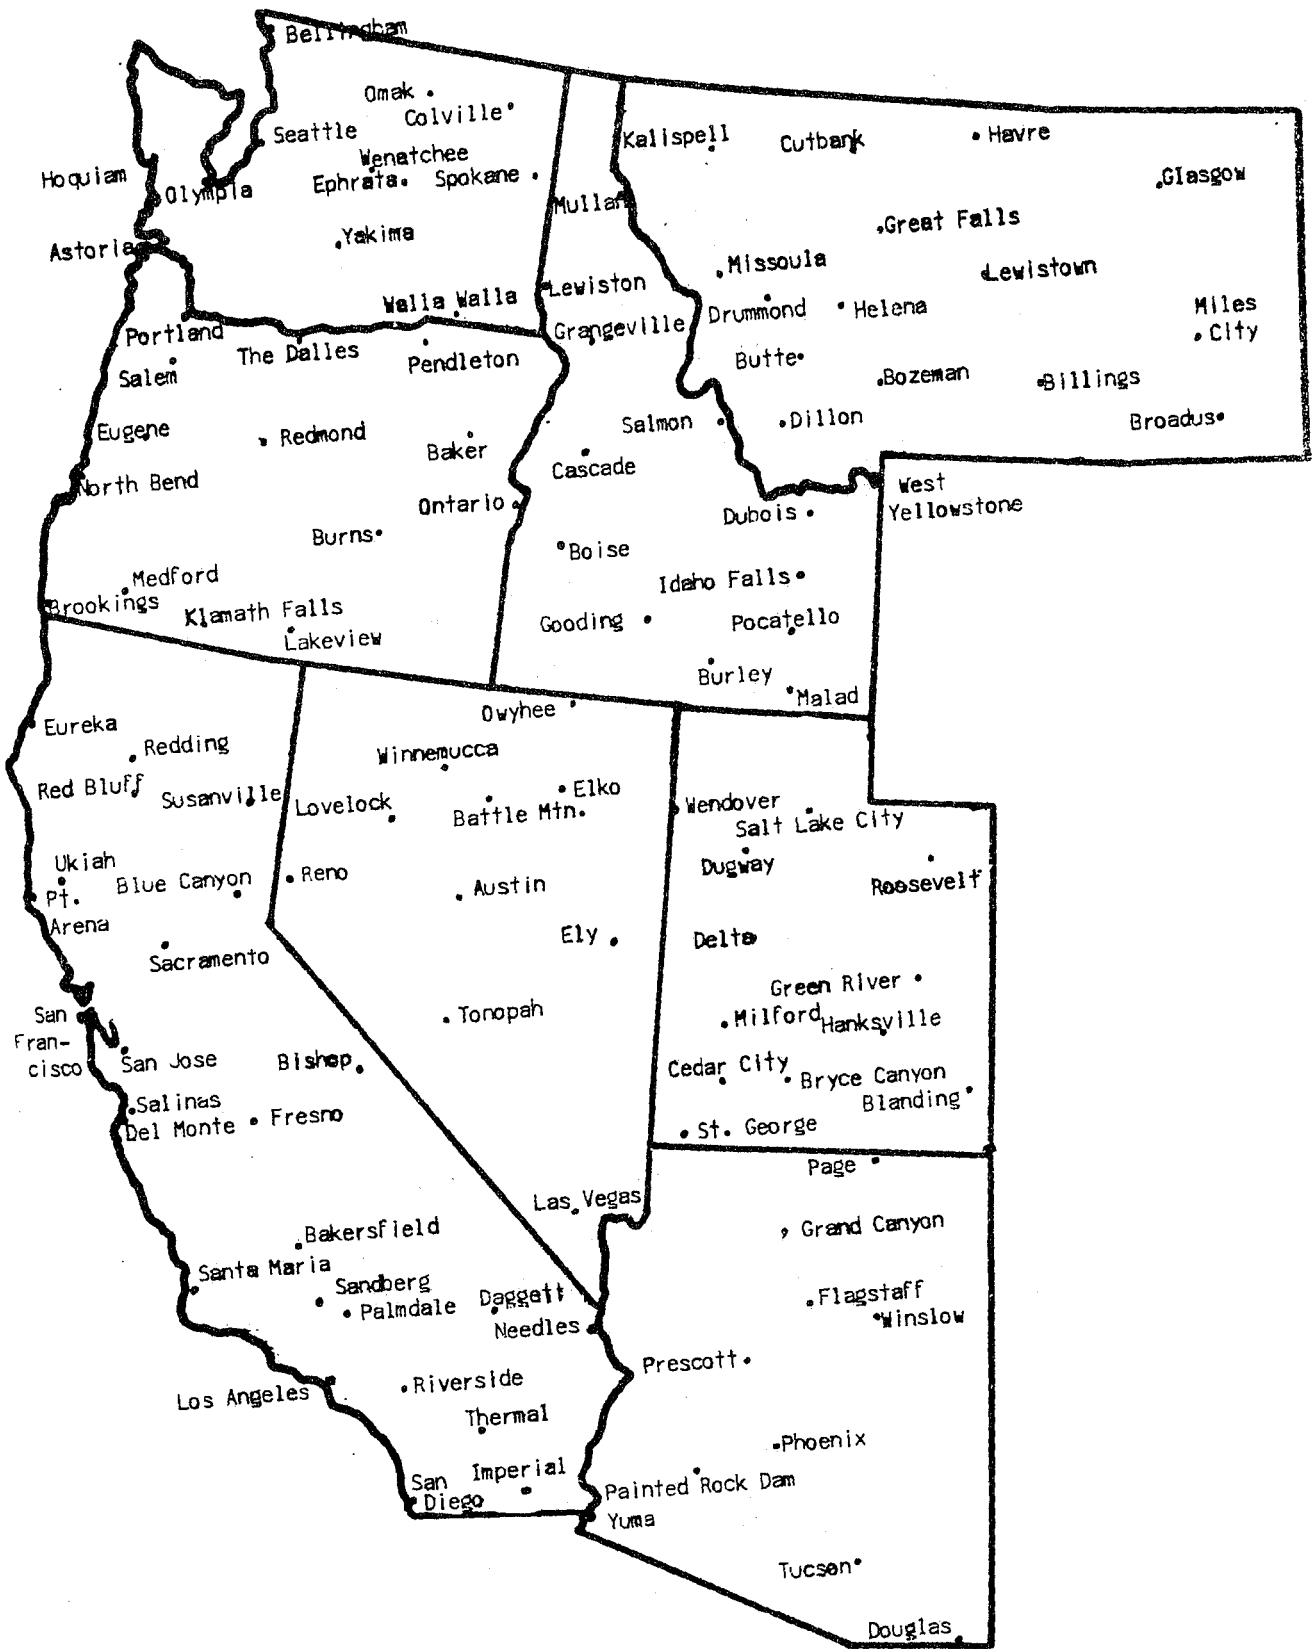 Bellingham
Omak
Colville
Seattle
Wenatchee
Hoquiam
Olympia
Ephrata
Spokane
Astoria
Yakima
Walla Walla
Kalispell
Cutbank
Havre
Glasgow
Mullan
Great Falls
Missoula
Lewistown
Lewiston
Drummond
Helena
Miles
City
Grangeville
Butte
Bozeman
Billings
Broadus
Dillon
Salmon
Portland
The Dalles
Pendleton
Salem
Eugene
Redmond
Baker
Cascade
North Bend
Ontario
West
Yellowstone
Dubois
Burns
Boise
Medford
Idaho Falls
Brookings
Klamath Falls
Gooding
Pocatello
Lakeview
Burley
Malad
Owyhee
Eureka
Redding
Winnemucca
Red Bluff
Susanville
Lovelock
Battle Mtn.
Elko
Wendover
Salt Lake City
Ukiah
Blue Canyon
Reno
Austin
Dugway
Roosevelt
Pt.
Arena
Ely
Delta
Sacramento
Green River
San
Fran-
cisco
Tonopah
Milford
Hanksville
San Jose
Bishop
Cedar City
Bryce Canyon
Blanding
Salinas
Del Monte
Fresno
St. George
Page
Las Vegas
Grand Canyon
Bakersfield
Santa Maria
Sandberg
Palmdale
Daggett
Flagstaff
Winslow
Needles
Prescott
Los Angeles
Riverside
Thermal
Phoenix
San
Diego
Imperial
Painted Rock Dam
Yuma
Tucson
Douglas